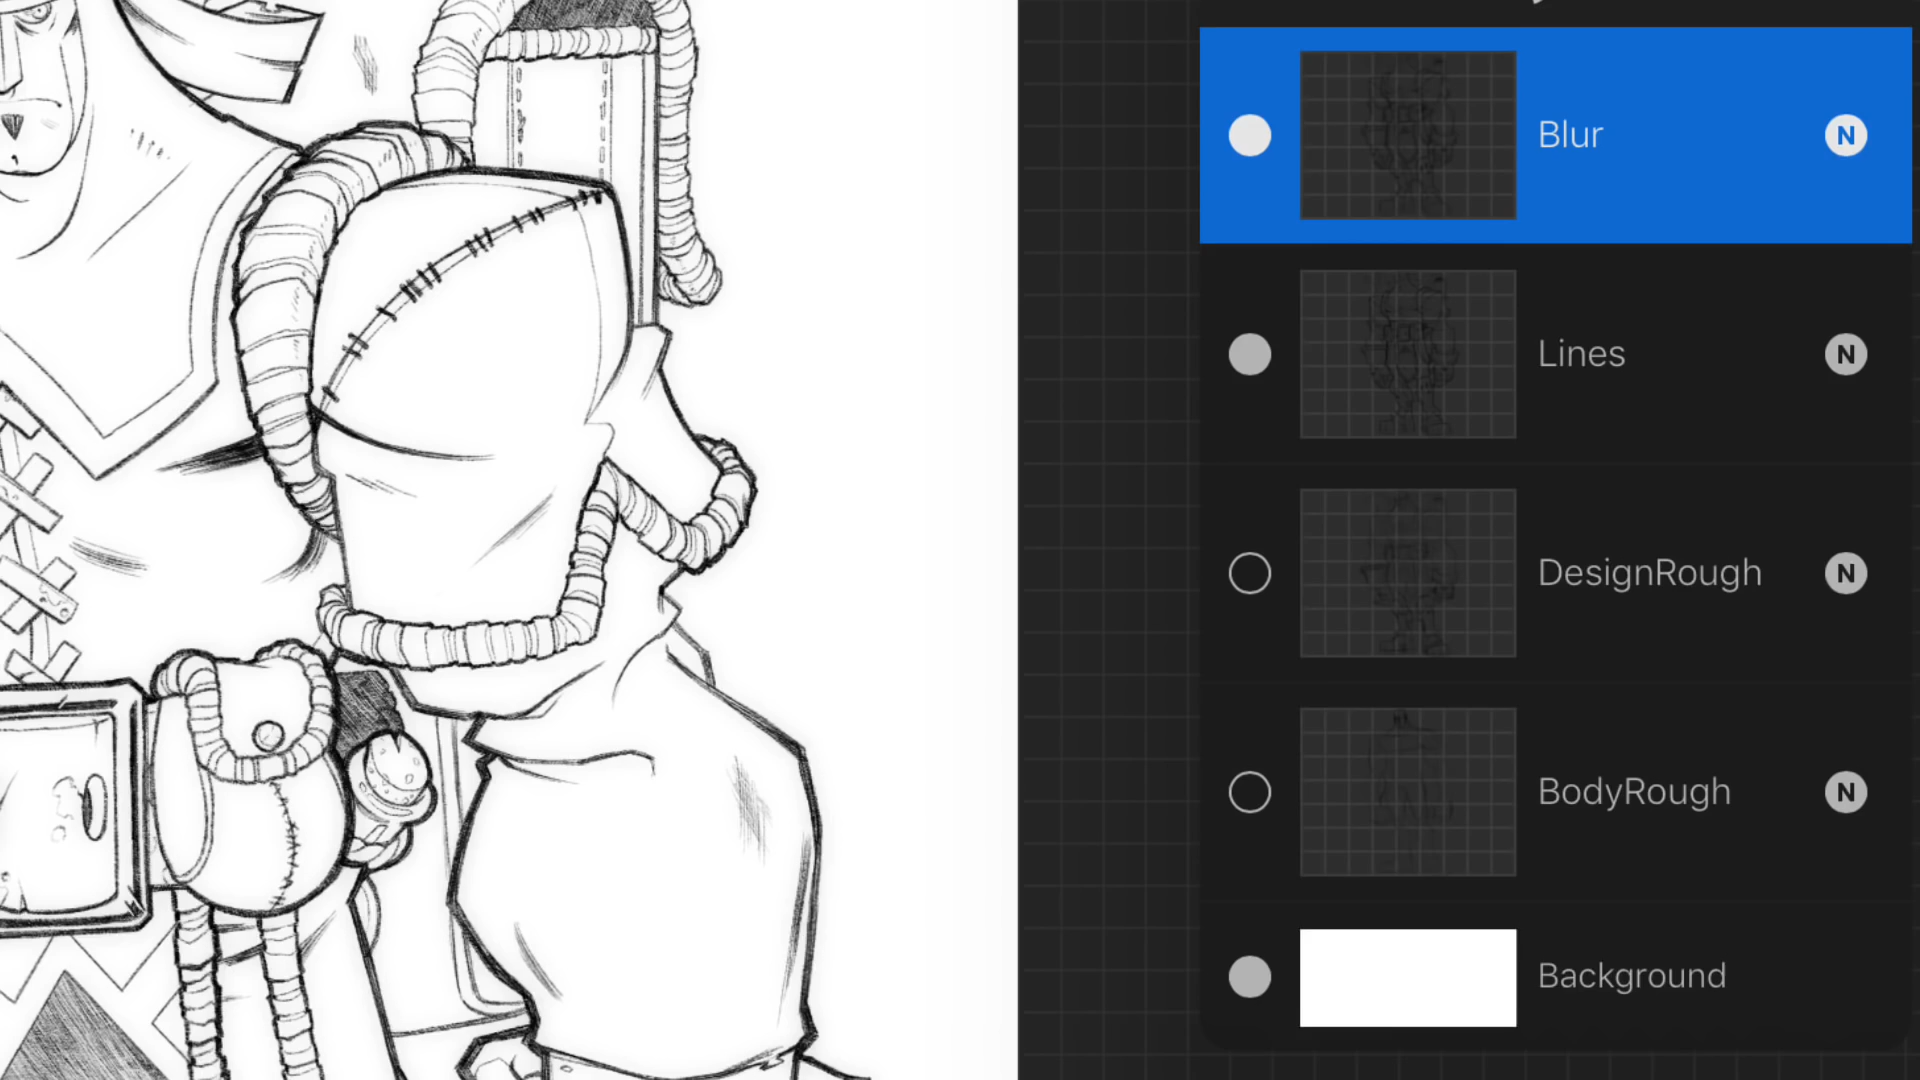 Blur N
Lines N
DesignRough N
BodyRough N
Background